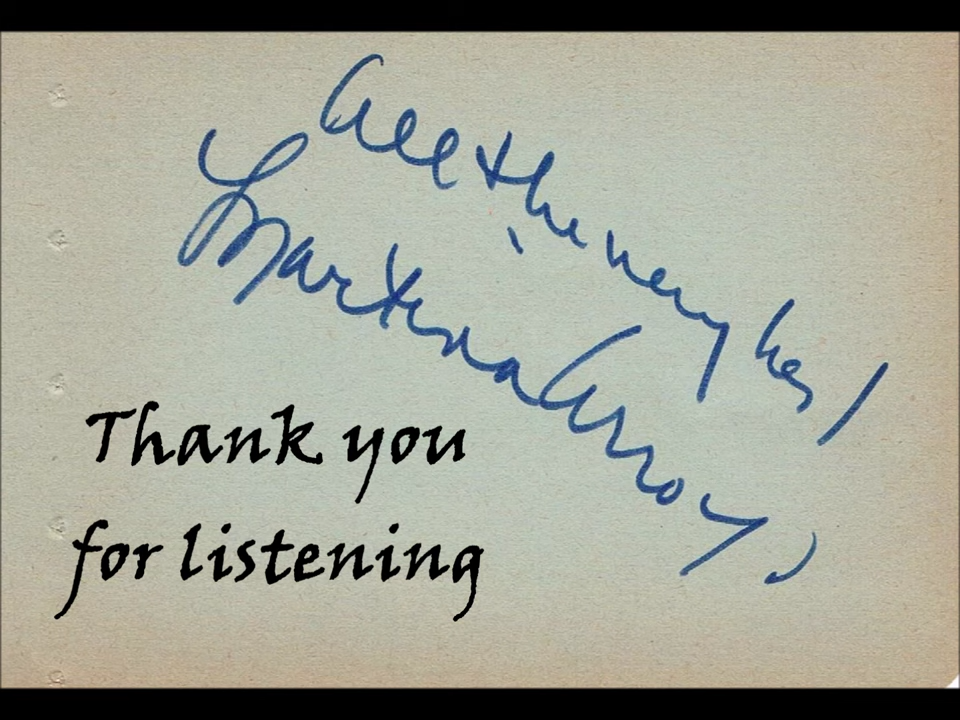 All the very best
Martina Arroyo
Thank you
for listening